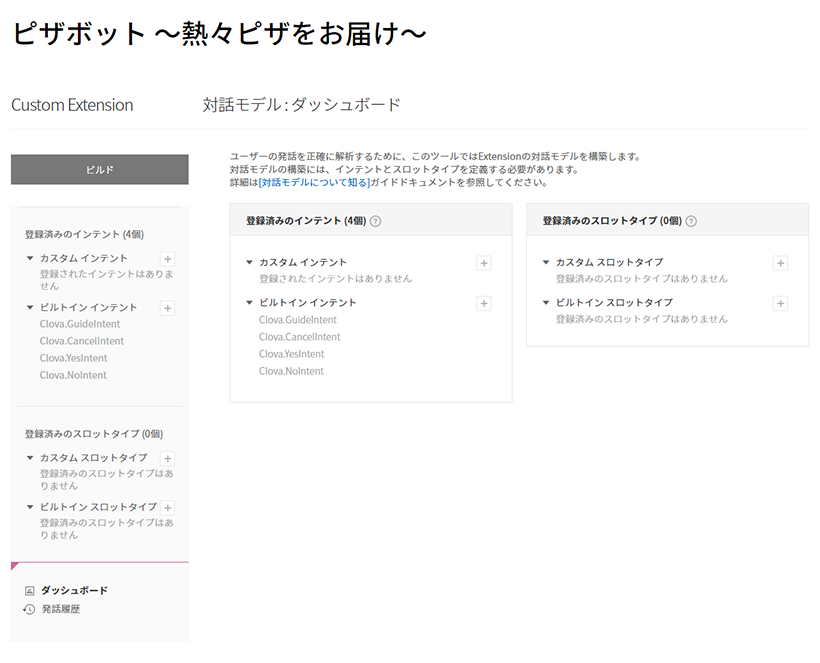 ピザボット ～熱々ピザをお届け～
Custom Extension
対話モデル : ダッシュボード
ビルド
登録済みのインテント (4個)
カスタム インテント
登録されたインテントはありま
せん
ビルトイン インテント
Clova.GuideIntent
Clova.CancelIntent
Clova.YesIntent
Clova.NoIntent
登録済みのスロットタイプ (0個)
カスタム スロットタイプ
登録済みのスロットタイプはあ
りません
ビルトイン スロットタイプ
登録済みのスロットタイプはあ
りません
ダッシュボード
発話履歴
ユーザーの発話を正確に解析するために、このツールではExtensionの対話モデルを構築します。
対話モデルの構築には、インテントとスロットタイプを定義する必要があります。
詳細は[対話モデルについて知る]ガイドドキュメントを参照してください。
登録済みのインテント (4個) ?
カスタム インテント
登録されたインテントはありません
ビルトイン インテント
Clova.GuideIntent
Clova.CancelIntent
Clova.YesIntent
Clova.NoIntent
登録済みのスロットタイプ (0個) ?
カスタム スロットタイプ
登録済みのスロットタイプはありません
ビルトイン スロットタイプ
登録済みのスロットタイプはありません